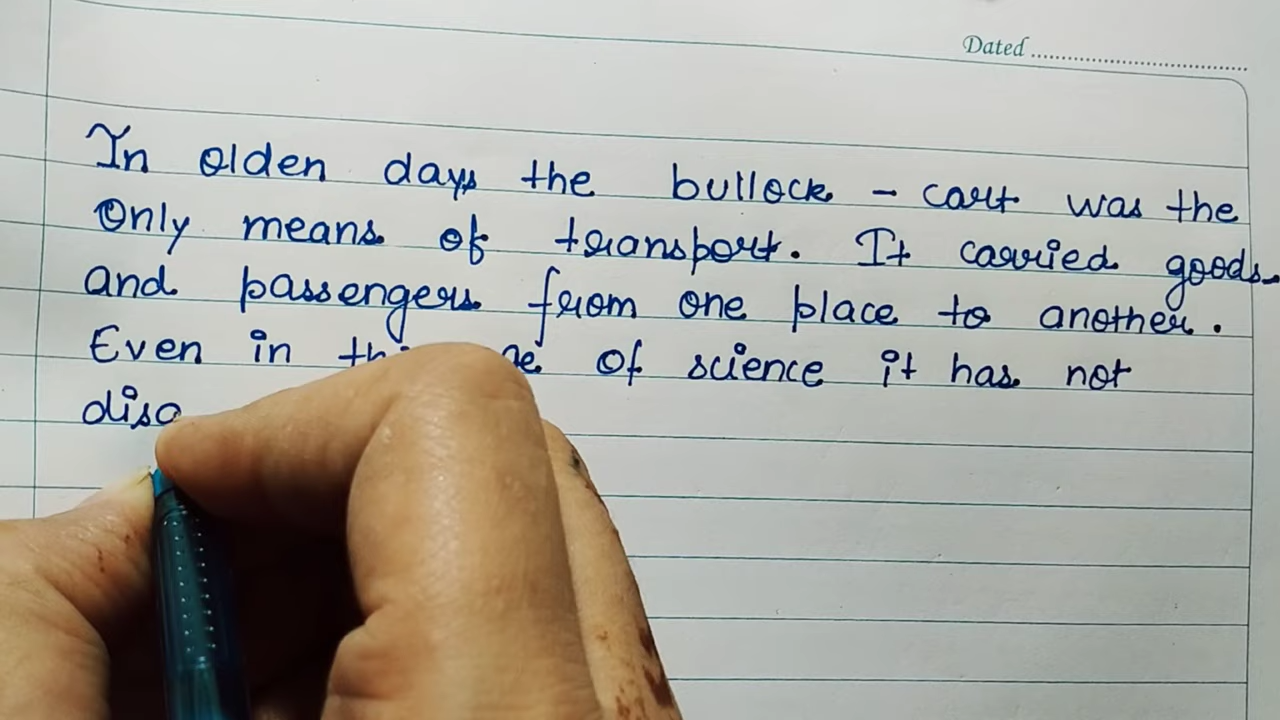 Dated
In olden days the bullock - cart was the
only means of transport. It carried goods
and passengers from one place to another.
Even in of science it has not